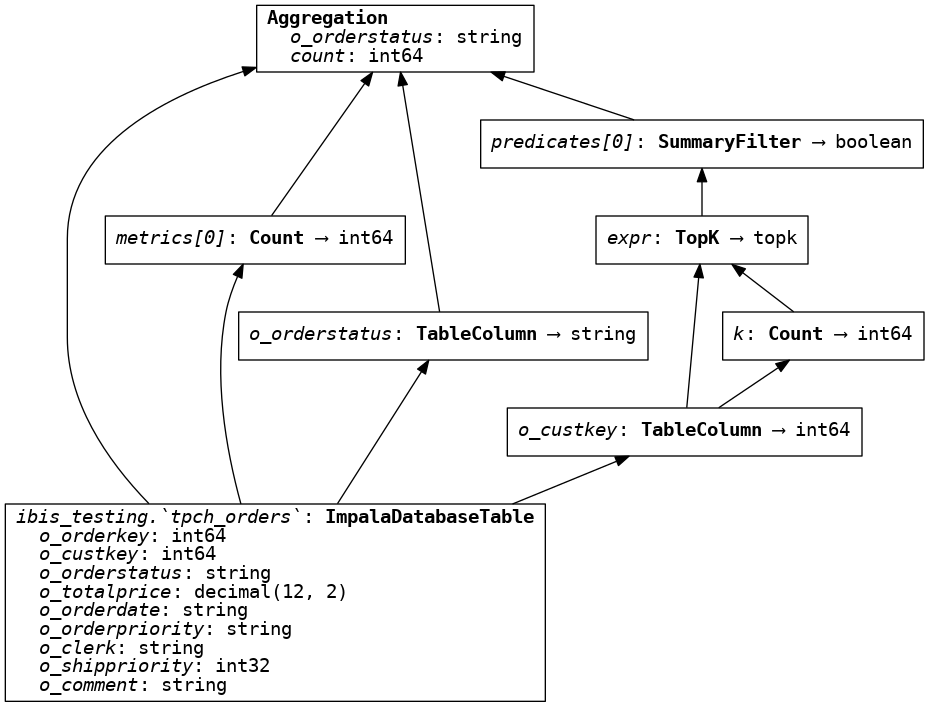 Aggregation
o_orderstatus: string
count: int64
predicates[0]: SummaryFilter → boolean
metrics[0]: Count → int64
expr: TopK → topk
o_orderstatus: TableColumn → string
k: Count → int64
o_custkey: TableColumn → int64
ibis_testing.`tpch_orders`: ImpalaDatabaseTable
o_orderkey: int64
o_custkey: int64
o_orderstatus: string
o_totalprice: decimal(12, 2)
o_orderdate: string
o_orderpriority: string
o_clerk: string
o_shippriority: int32
o_comment: string